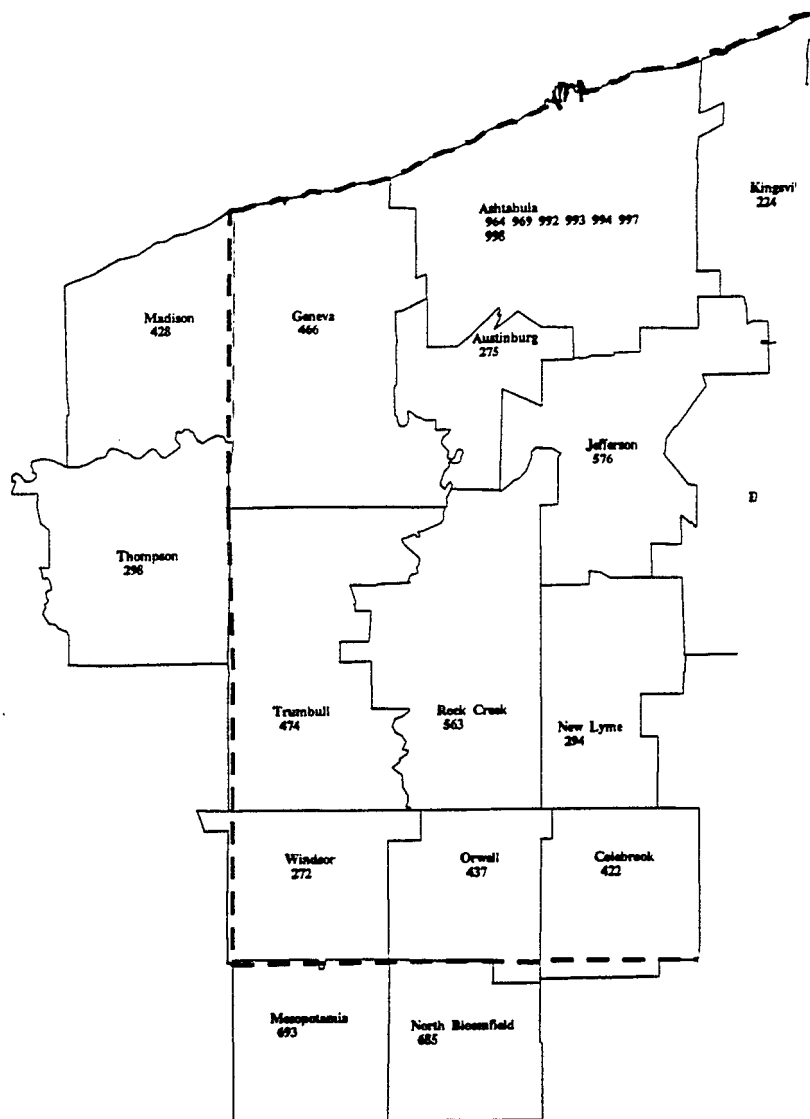 Kingsvi
224
Ashtabula
964 969 992 993 994 997
998
Madison
428
Geneva
466
Austinburg
275
Jefferson
576
D
Thompson
298
Trumbull
474
Rock Creek
563
New Lyme
294
Windsor
272
Orwell
437
Colebrook
422
Mesopotamia
693
North Bloomfield
685